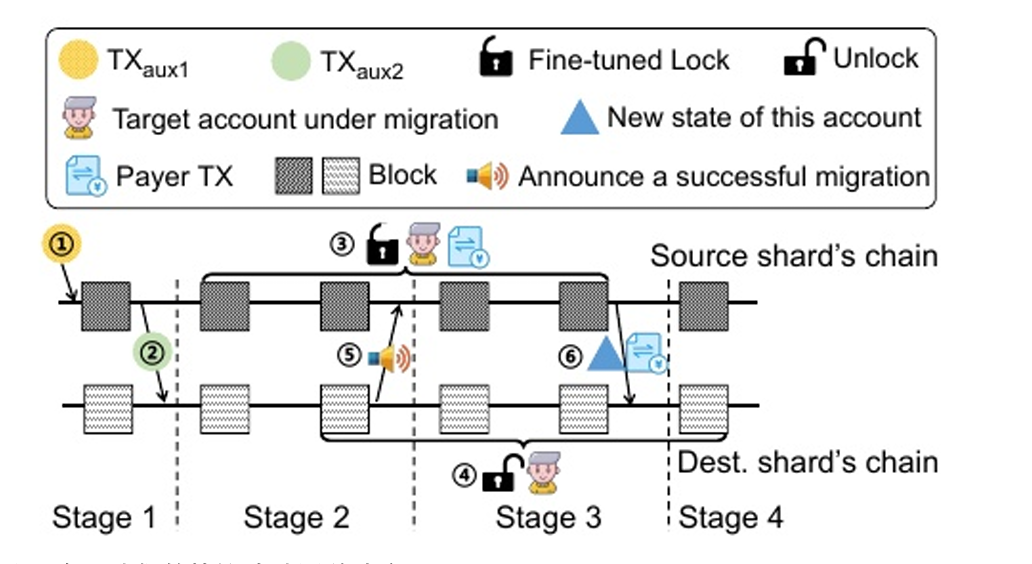 TXaux1 TXaux2 Fine-tuned Lock Unlock
Target account under migration New state of this account
Payer TX Block Announce a successful migration
① ③ Source shard’s chain
② ⑤ ⑥
④ Dest. shard’s chain
Stage 1 Stage 2 Stage 3 Stage 4